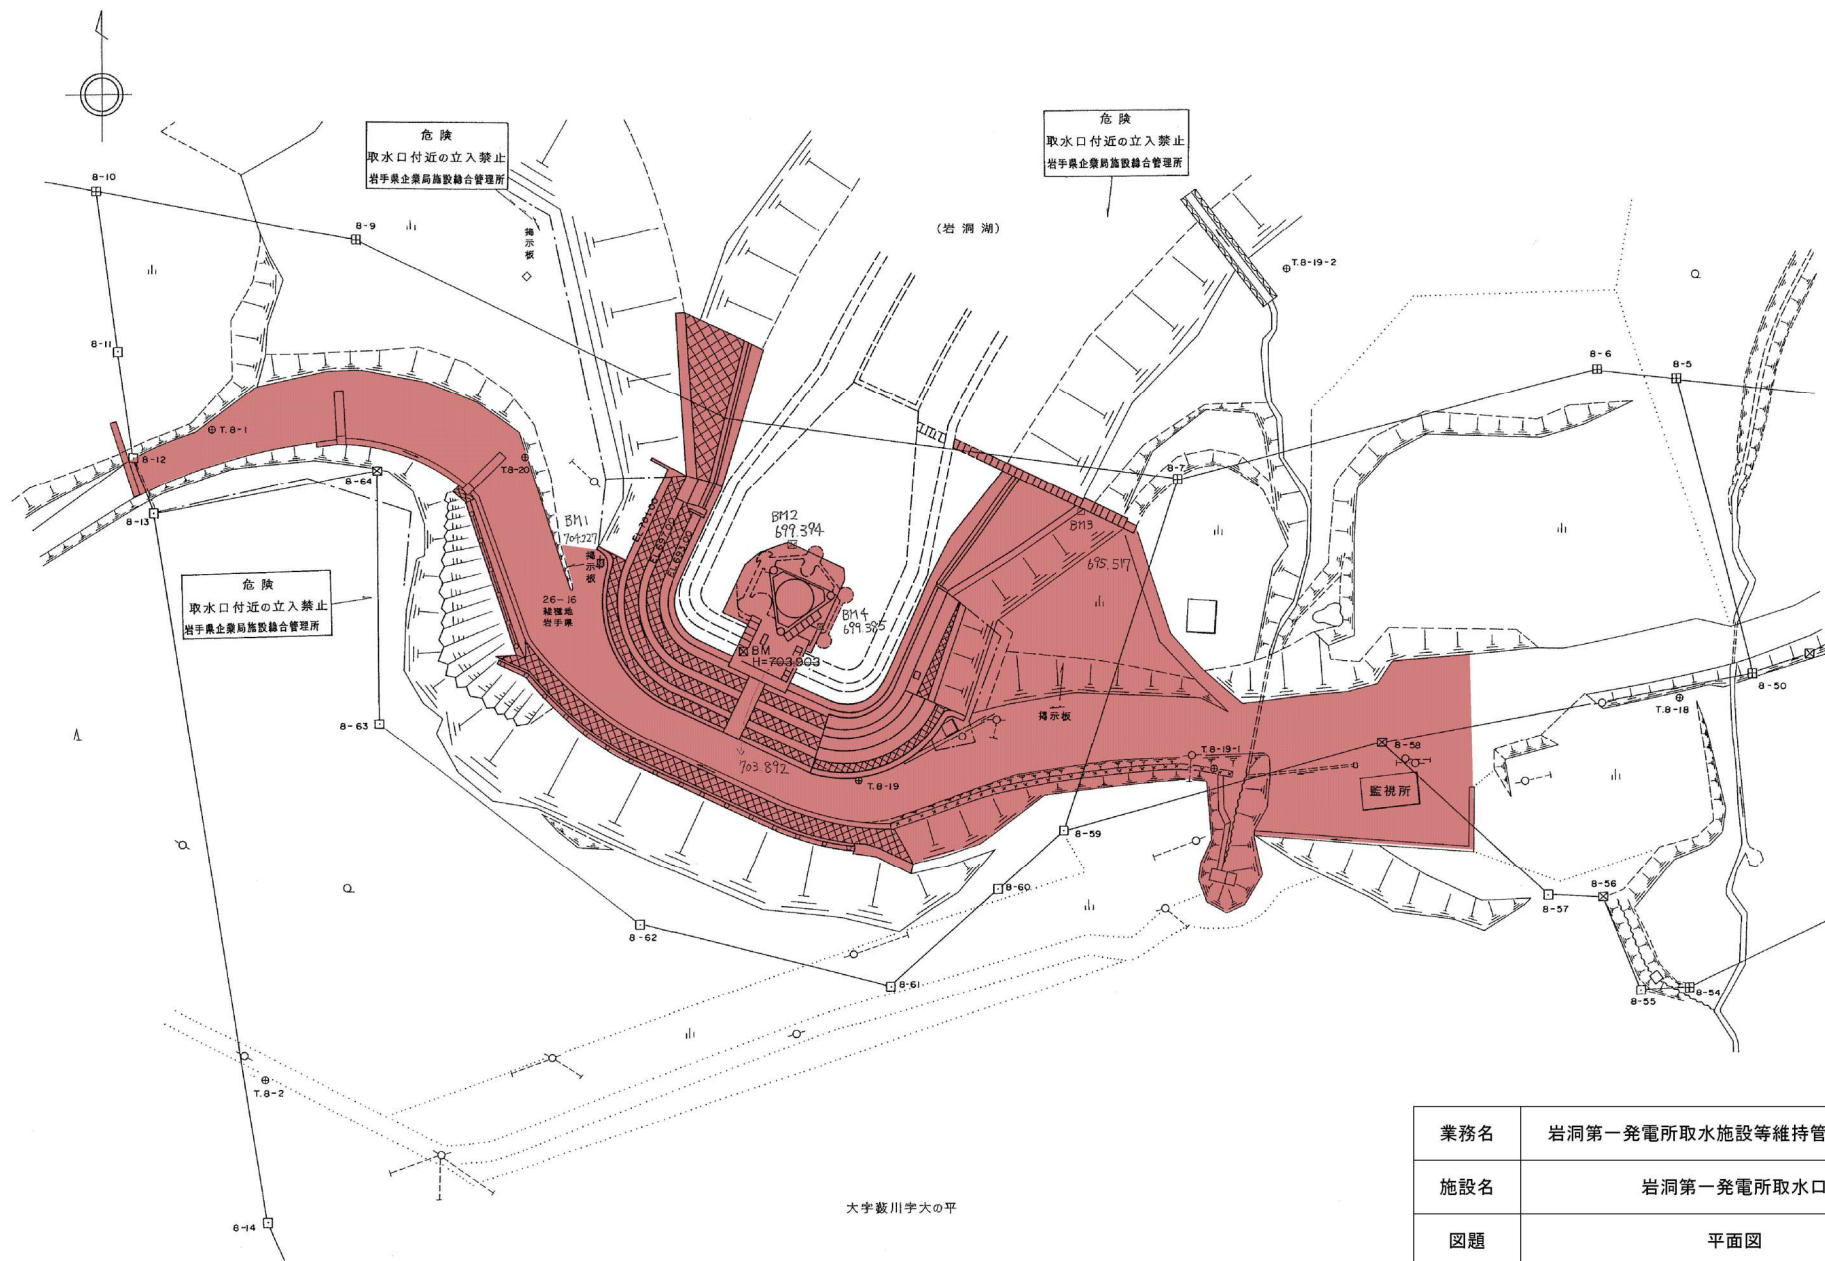 危険
取水口付近の立入禁止
岩手県企業局施設総合管理所
危険
取水口付近の立入禁止
岩手県企業局施設総合管理所
8-10
8-9
掲示板
(岩洞湖)
T.8-19-2
8-11
8-6
8-5
T.8-1
8-12
8-64
T.8-20
8-7
8-13
BM1
704.227
掲示板
EL.693.00
BM2
699.394
BM3
695.517
危険
取水口付近の立入禁止
岩手県企業局施設総合管理所
26-16
岩手県
BM4
699.385
BM
H=703.903
8-63
掲示板
703.892
T.8-19
T.8-19-1
8-58
監視所
8-50
T.8-18
8-59
8-60
8-62
8-61
8-57
8-56
8-55
8-54
T.8-2
8-14
大字薮川字大の平
業務名
岩洞第一発電所取水施設等維持管
施設名
岩洞第一発電所取水口
図題
平面図